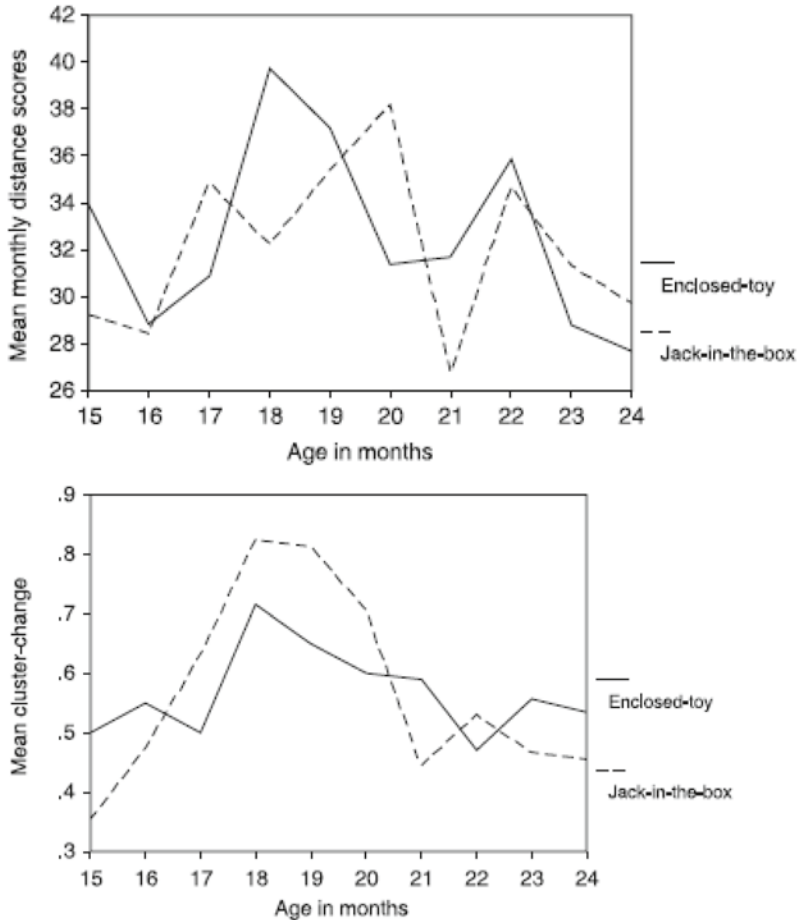 42
40
38
36
34
32
30
28
26
Mean monthly distance scores
15 16 17 18 19 20 21 22 23 24
Age in months
Enclosed-toy
Jack-in-the-box
.9
.8
.7
.6
.5
.4
.3
Mean cluster-change
15 16 17 18 19 20 21 22 23 24
Age in months
Enclosed-toy
Jack-in-the-box